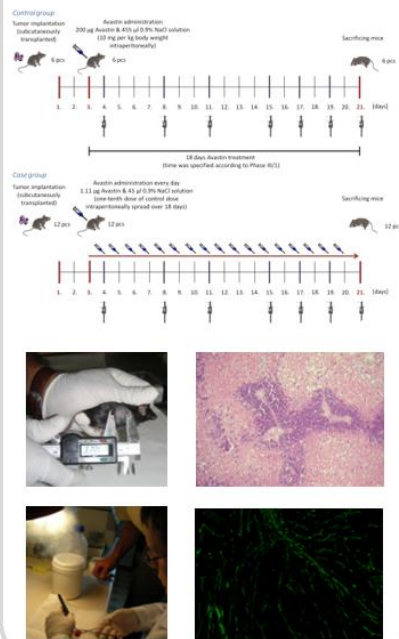 Control group
Tumor implantation
(subcutaneously
transplanted)
6 pcs
Avastin administration
200 µg Avastin & 455 µl 0.9% NaCl solution
(10 mg per kg body weight
intraperitoneally)
6 pcs
Sacrificing mice
6 pcs
1. 2. 3. 4. 5. 6. 7. 8. 9. 10. 11. 12. 13. 14. 15. 16. 17. 18. 19. 20. 21. [days]
18 days Avastin treatment
(time was specified according to Phase III/1)
Case group
Tumor implantation
(subcutaneously
transplanted)
12 pcs
Avastin administration every day
1.11 µg Avastin & 45 µl 0.9% NaCl solution
(one-tenth dose of control dose
intraperitoneally spread over 18 days)
12 pcs
Sacrificing mice
12 pc
1. 2. 3. 4. 5. 6. 7. 8. 9. 10. 11. 12. 13. 14. 15. 16. 17. 18. 19. 20. 21. [days]